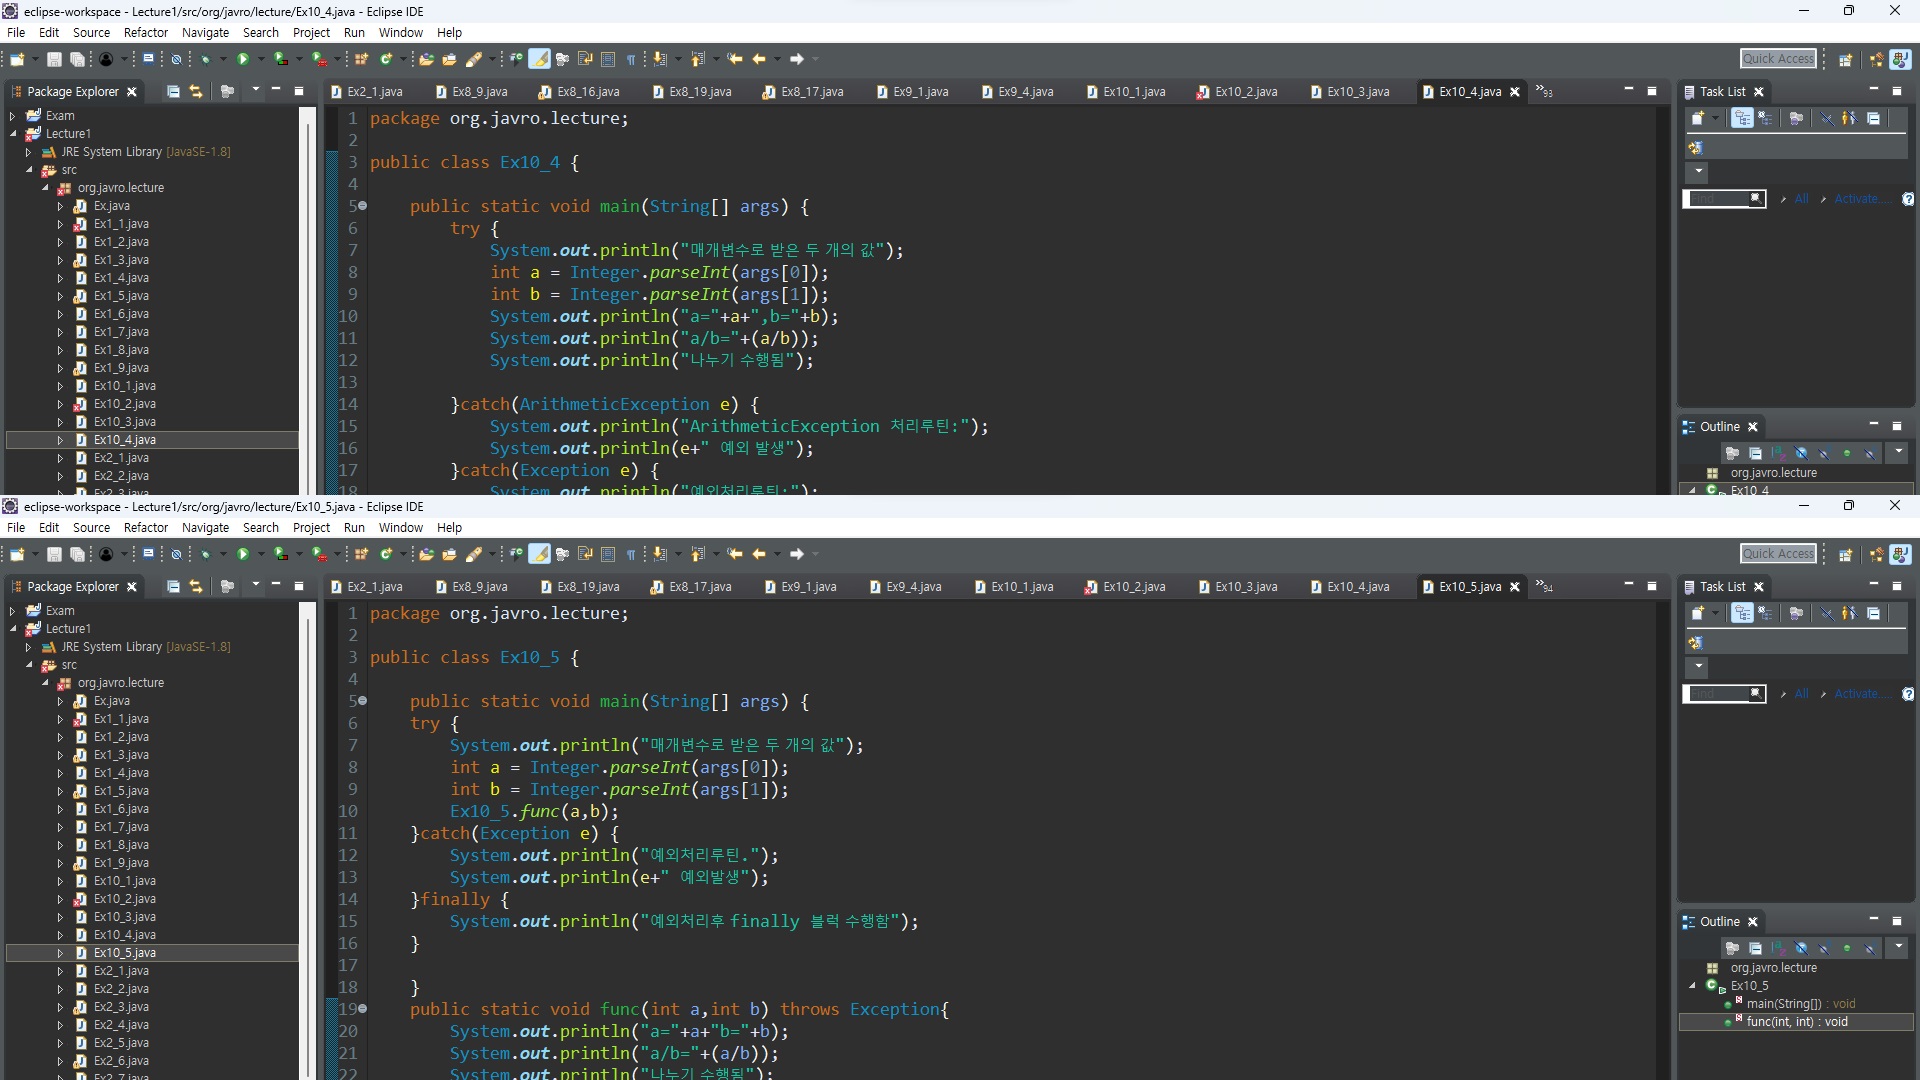 eclipse-workspace - Lecture1/src/org/javro/lecture/Ex10_4.java - Eclipse IDE
File Edit Source Refactor Navigate Search Project Run Window Help
Quick Access
Package Explorer
Ex2_1.java Ex8_9.java Ex8_16.java Ex8_19.java Ex8_17.java Ex9_1.java Ex9_4.java Ex10_1.java Ex10_2.java Ex10_3.java Ex10_4.java »93
Task List
Exam
Lecture1
JRE System Library [JavaSE-1.8]
src
org.javro.lecture
Ex.java
Ex1_1.java
Ex1_2.java
Ex1_3.java
Ex1_4.java
Ex1_5.java
Ex1_6.java
Ex1_7.java
Ex1_8.java
Ex1_9.java
Ex10_1.java
Ex10_2.java
Ex10_3.java
Ex10_4.java
Ex2_1.java
Ex2_2.java
Ex2_3.java
1 package org.javro.lecture;
2
3 public class Ex10_4 {
4
5 public static void main(String[] args) {
6 try {
7 System.out.println("매개변수로 받은 두 개의 값");
8 int a = Integer.parseInt(args[0]);
9 int b = Integer.parseInt(args[1]);
10 System.out.println("a="+a+",b="+b);
11 System.out.println("a/b="+(a/b));
12 System.out.println("나누기 수행됨");
13
14 }catch(ArithmeticException e) {
15 System.out.println("ArithmeticException 처리루틴:");
16 System.out.println(e+" 예외 발생");
17 }catch(Exception e) {
18 System.out.println("예외처리루틴:");
Find All Activate...
Outline
org.javro.lecture
Ex10_4
eclipse-workspace - Lecture1/src/org/javro/lecture/Ex10_5.java - Eclipse IDE
File Edit Source Refactor Navigate Search Project Run Window Help
Quick Access
Package Explorer
Ex2_1.java Ex8_9.java Ex8_19.java Ex8_17.java Ex9_1.java Ex9_4.java Ex10_1.java Ex10_2.java Ex10_3.java Ex10_4.java Ex10_5.java »94
Task List
Exam
Lecture1
JRE System Library [JavaSE-1.8]
src
org.javro.lecture
Ex.java
Ex1_1.java
Ex1_2.java
Ex1_3.java
Ex1_4.java
Ex1_5.java
Ex1_6.java
Ex1_7.java
Ex1_8.java
Ex1_9.java
Ex10_1.java
Ex10_2.java
Ex10_3.java
Ex10_4.java
Ex10_5.java
Ex2_1.java
Ex2_2.java
Ex2_3.java
Ex2_4.java
Ex2_5.java
Ex2_6.java
Ex2_7.java
1 package org.javro.lecture;
2
3 public class Ex10_5 {
4
5 public static void main(String[] args) {
6 try {
7 System.out.println("매개변수로 받은 두 개의 값");
8 int a = Integer.parseInt(args[0]);
9 int b = Integer.parseInt(args[1]);
10 Ex10_5.func(a,b);
11 }catch(Exception e) {
12 System.out.println("예외처리루틴.");
13 System.out.println(e+" 예외발생");
14 }finally {
15 System.out.println("예외처리후 finally 블럭 수행함");
16 }
17
18 }
19 public static void func(int a,int b) throws Exception{
20 System.out.println("a="+a+"b="+b);
21 System.out.println("a/b="+(a/b));
22 System.out.println("나누기 수행됨");
Find All Activate...
Outline
org.javro.lecture
Ex10_5
main(String[]) : void
func(int, int) : void